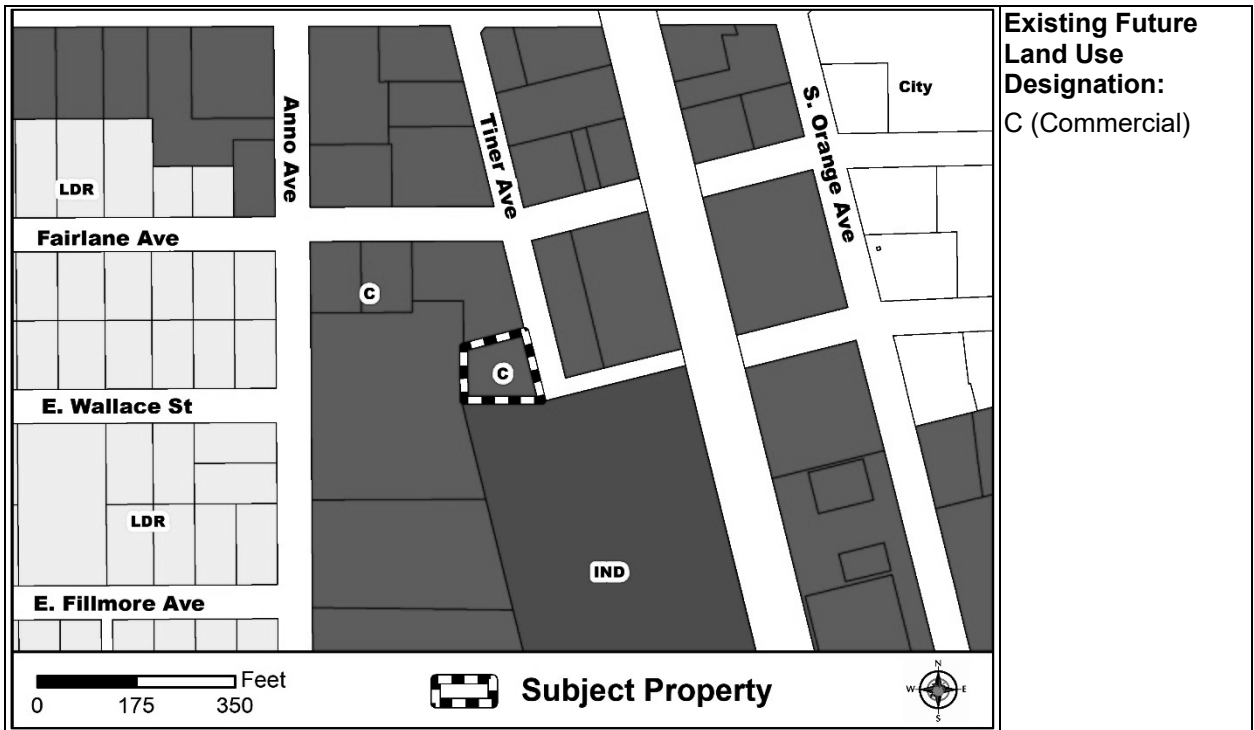 Existing Future
Land Use
Designation:
C (Commercial)
City
Anno Ave
Tiner Ave
S. Orange Ave
LDR
Fairlane Ave
C
C
E. Wallace St
LDR
IND
E. Fillmore Ave
Feet
0 175 350
Subject Property
N
W E
S